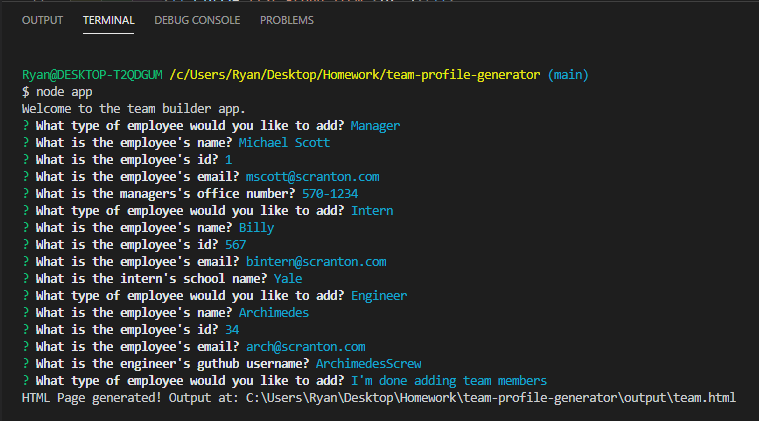 OUTPUT TERMINAL DEBUG CONSOLE PROBLEMS
Ryan@DESKTOP-T2QDGUM /c/Users/Ryan/Desktop/Homework/team-profile-generator (main)
$ node app
Welcome to the team builder app.
? What type of employee would you like to add? Manager
? What is the employee's name? Michael Scott
? What is the employee's id? 1
? What is the employee's email? mscott@scranton.com
? What is the managers's office number? 570-1234
? What type of employee would you like to add? Intern
? What is the employee's name? Billy
? What is the employee's id? 567
? What is the employee's email? bintern@scranton.com
? What is the intern's school name? Yale
? What type of employee would you like to add? Engineer
? What is the employee's name? Archimedes
? What is the employee's id? 34
? What is the employee's email? arch@scranton.com
? What is the engineer's guthub username? ArchimedesScrew
? What type of employee would you like to add? I'm done adding team members
HTML Page generated! Output at: C:\Users\Ryan\Desktop\Homework\team-profile-generator\output\team.html